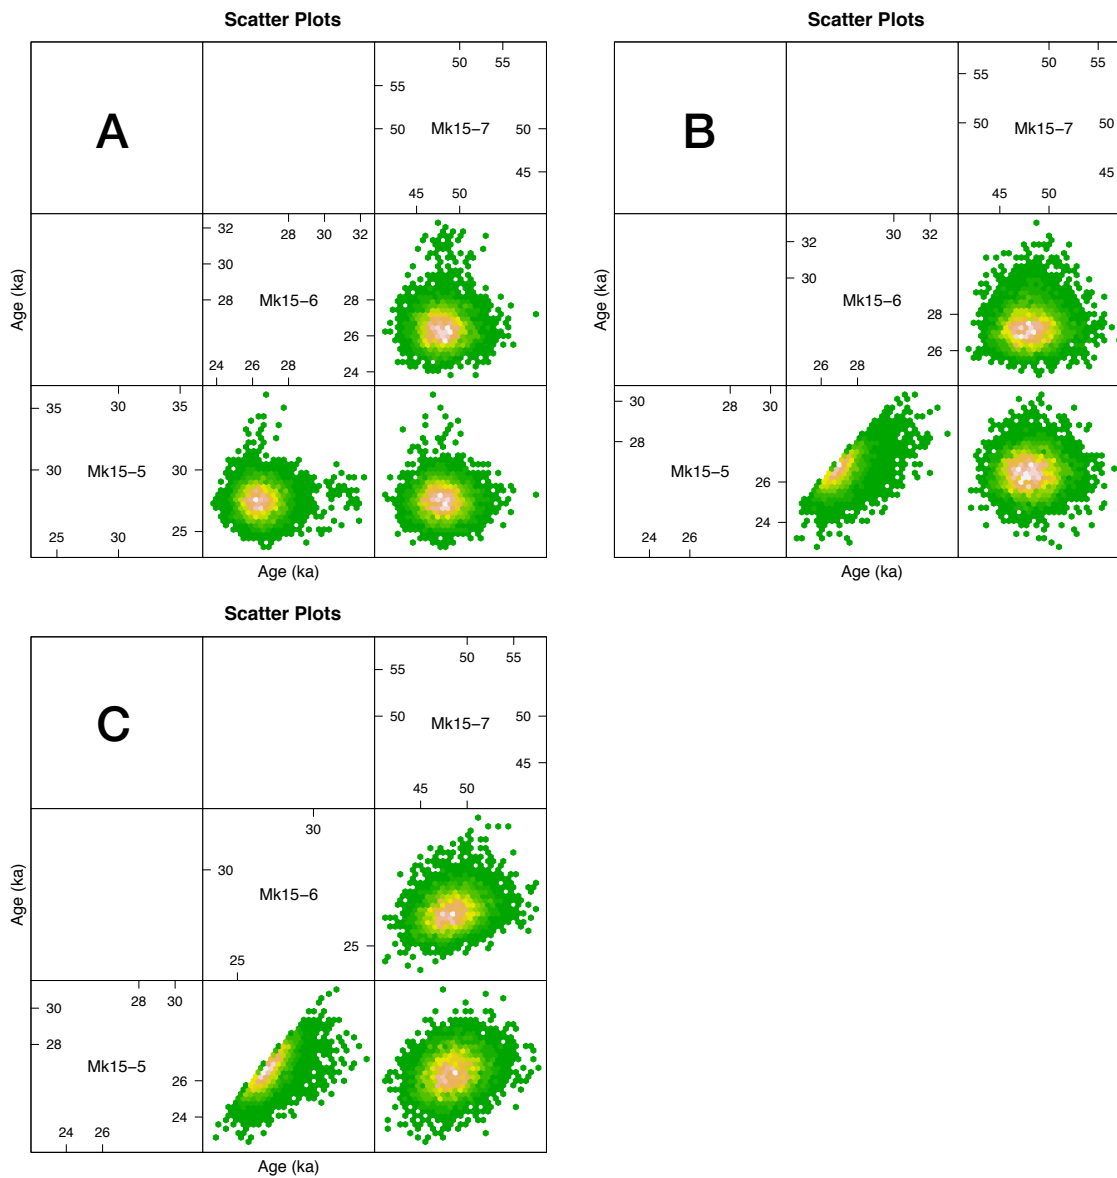 Scatter Plots
Scatter Plots
A
50 55
55
50 Mk15−7 50
45
45 50
B
50 55
55
50 Mk15−7 50
45
45 50
Age (ka)
32 28 30 32
30
28 Mk15−6 28
26
24 26 28 24
Age (ka)
32 30 32
30
Mk15−6
28
26 28 26
35 30 35
30 Mk15−5 30
25
25 30
30 28 30
28
Mk15−5 26
24
24 26
Age (ka)
Age (ka)
Scatter Plots
C
50 55
55
50 Mk15−7 50
45
45 50
Age (ka)
30
30
Mk15−6
25
25
30 28 30
28
Mk15−5 26
24
24 26
Age (ka)